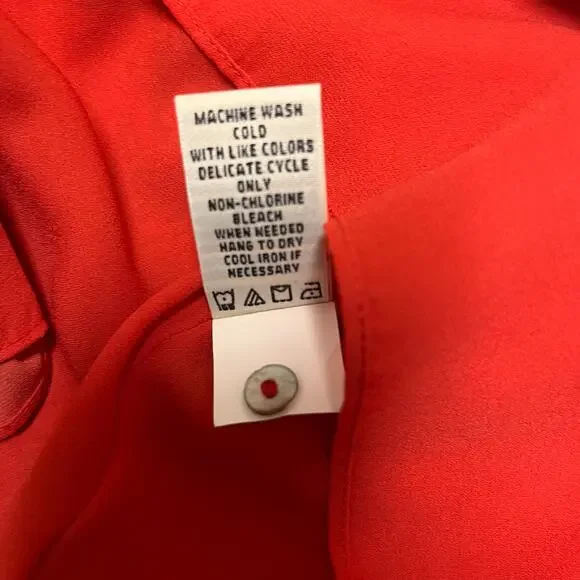 MACHINE WASH
COLD
WITH LIKE COLORS
DELICATE CYCLE
ONLY
NON-CHLORINE
BLEACH
WHEN NEEDED
HANG TO DRY
COOL IRON IF
NECESSARY